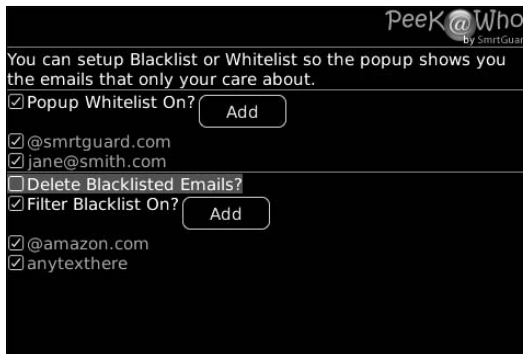 PeeK@Who
by SmrtGuar
You can setup Blacklist or Whitelist so the popup shows you
the emails that only your care about.
Popup Whitelist On? Add
@smrtguard.com
jane@smith.com
Delete Blacklisted Emails?
Filter Blacklist On? Add
@amazon.com
anytexthere